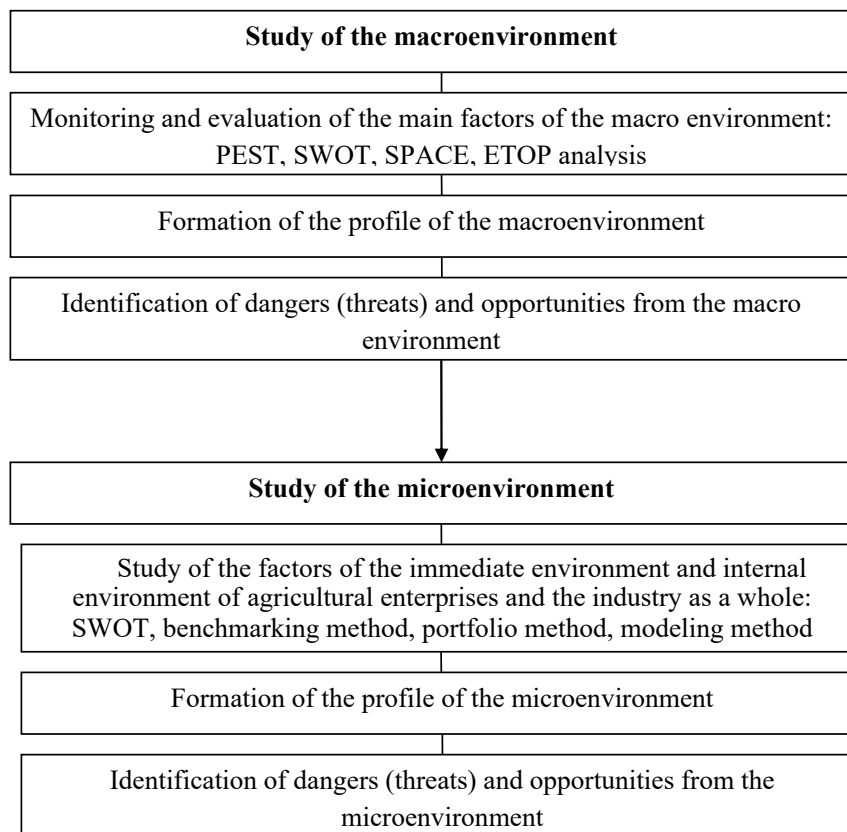 Study of the macroenvironment
Monitoring and evaluation of the main factors of the macro environment:
PEST, SWOT, SPACE, ETOP analysis
Formation of the profile of the macroenvironment
Identification of dangers (threats) and opportunities from the macro
environment
Study of the microenvironment
Study of the factors of the immediate environment and internal
environment of agricultural enterprises and the industry as a whole:
SWOT, benchmarking method, portfolio method, modeling method
Formation of the profile of the microenvironment
Identification of dangers (threats) and opportunities from the
microenvironment